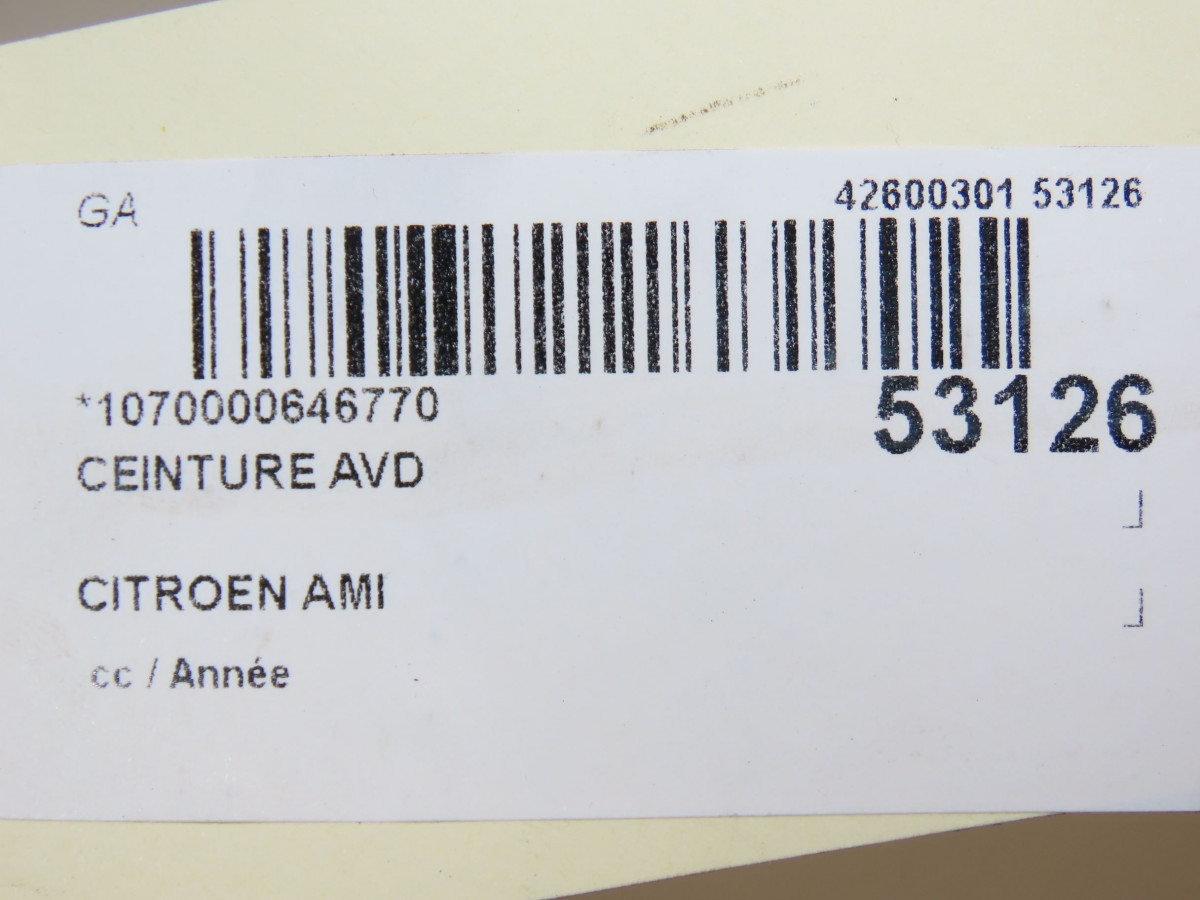 GA
42600301 53126
*1070000646770
53126
CEINTURE AVD
CITROEN AMI
cc / Année